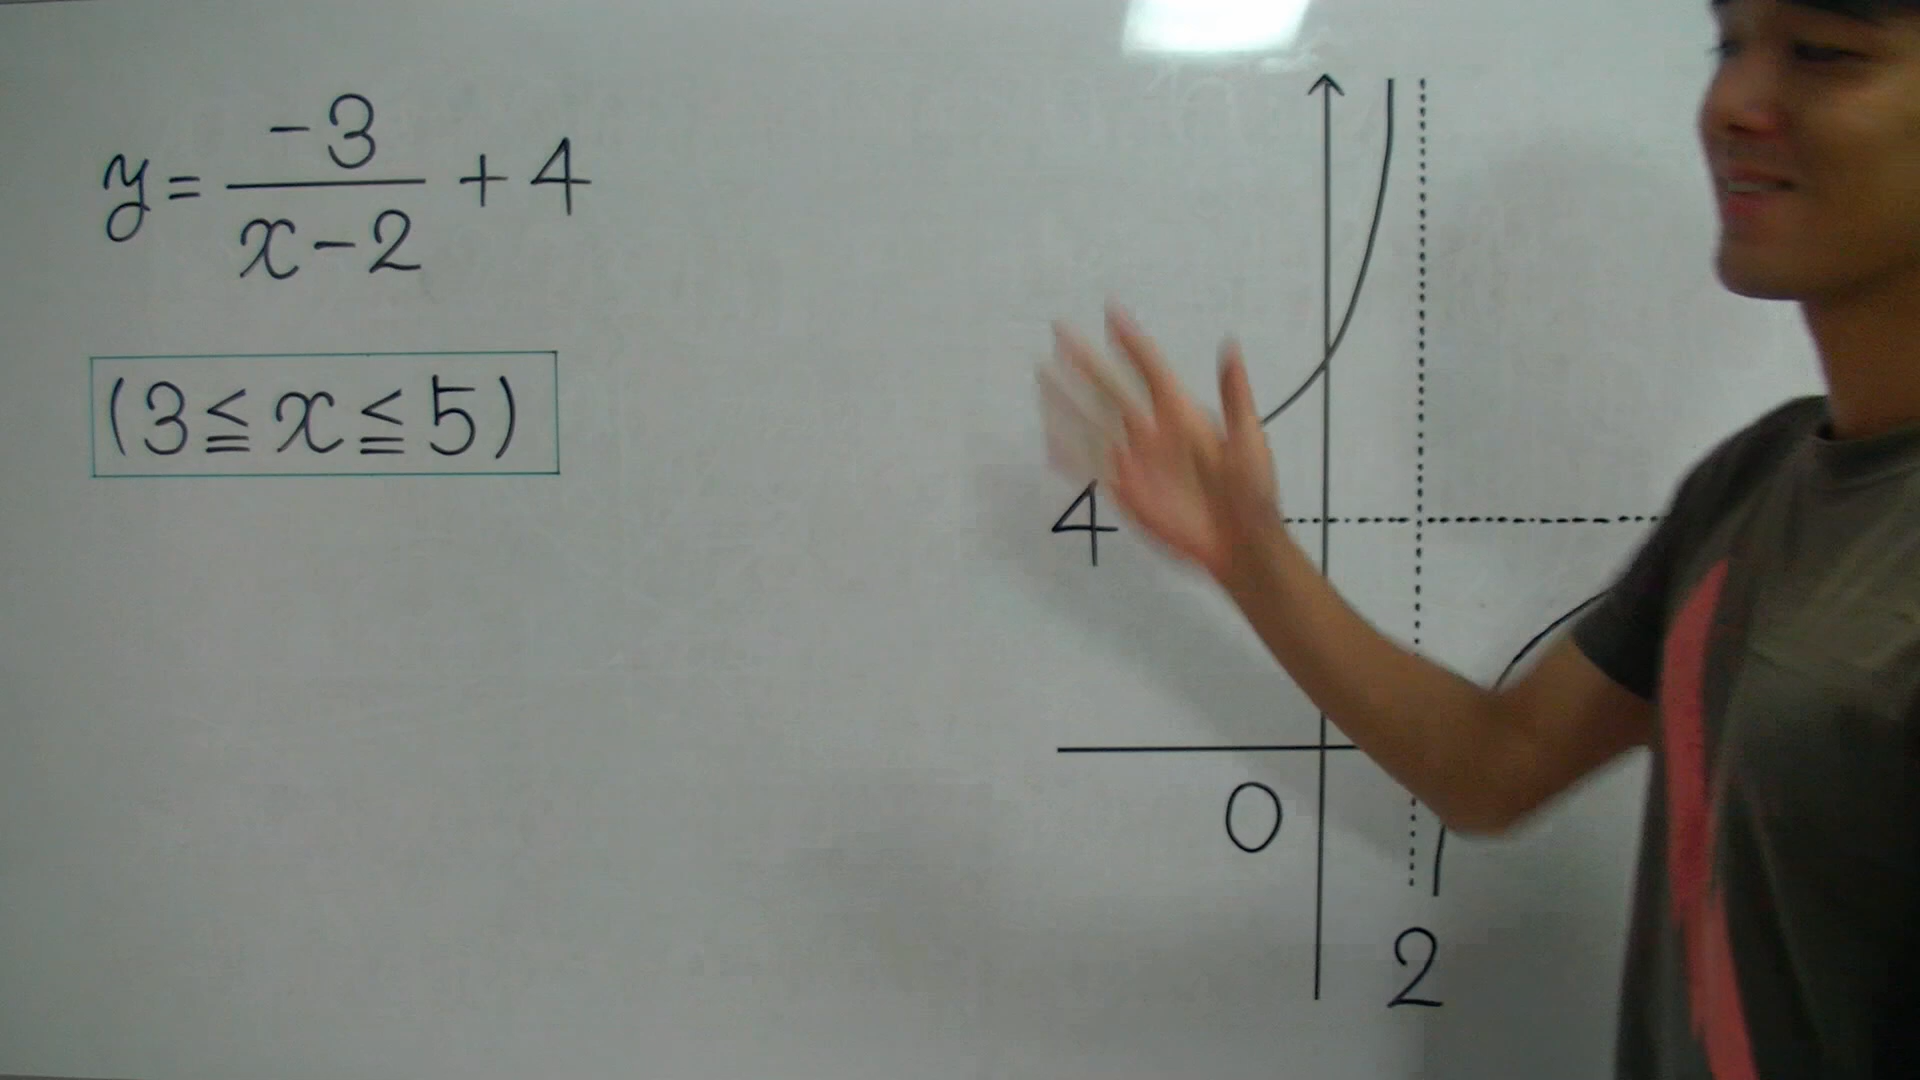 y = -3/(x-2) + 4
(3 ≦ x ≦ 5)
4
0
2